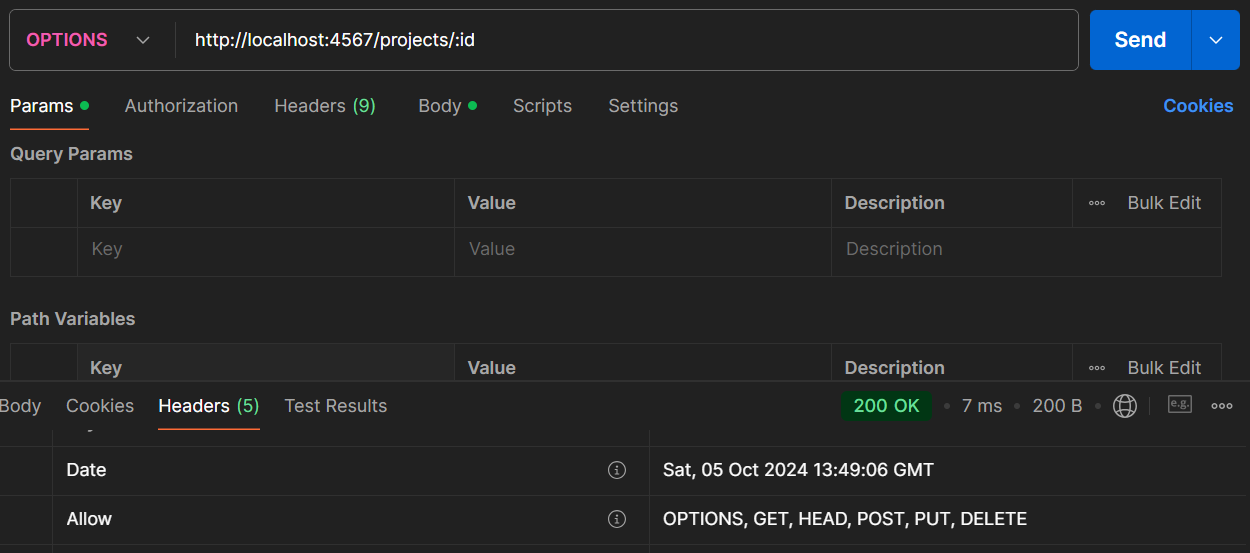 OPTIONS http://localhost:4567/projects/:id Send
Params Authorization Headers (9) Body Scripts Settings Cookies
Query Params
Key Value Description Bulk Edit
Key Value Description
Path Variables
Key Value Description Bulk Edit
Body Cookies Headers (5) Test Results 200 OK 7 ms 200 B e.g.
Date Sat, 05 Oct 2024 13:49:06 GMT
Allow OPTIONS, GET, HEAD, POST, PUT, DELETE